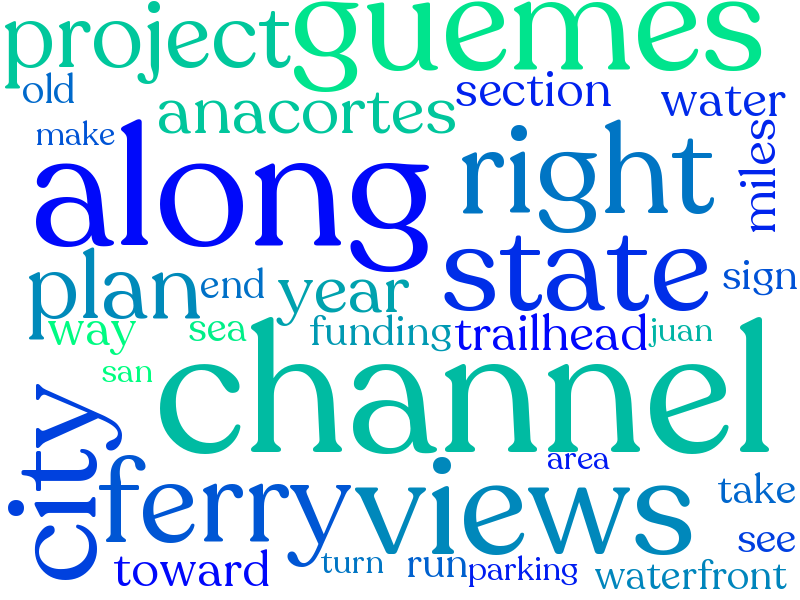 project guemes
old section water
anacortes
make
along right miles
state
plan end year sign
way sea funding trailhead juan
san
channel
city
area
ferry views take
see
toward turn run parking waterfront